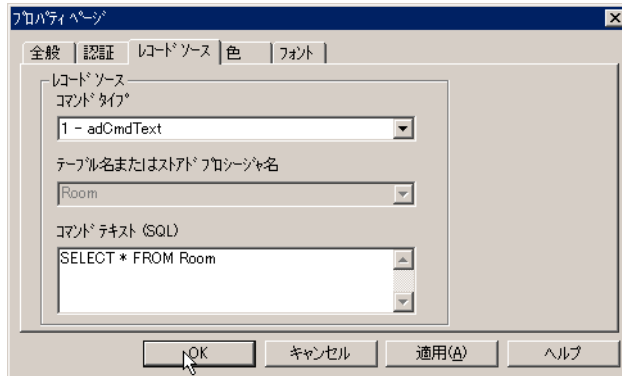 プロパティ ページ
全般 認証 レコード ソース 色 フォント
レコード ソース
コマンド タイプ
1 - adCmdText
テーブル名またはストアド プロシージャ名
Room
コマンド テキスト (SQL)
SELECT * FROM Room
OK キャンセル 適用(A) ヘルプ